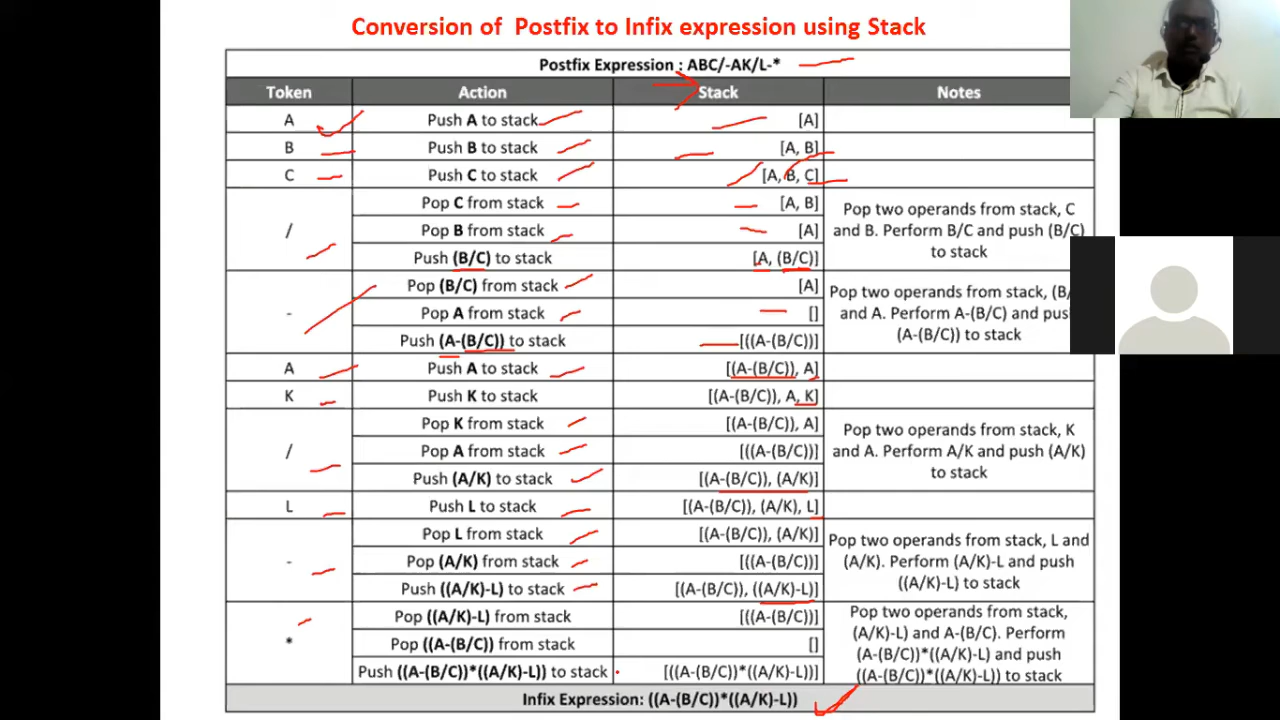 Conversion of Postfix to Infix expression using Stack
Postfix Expression : ABC/-AK/L-*
Token Action Stack Notes
A Push A to stack [A]
B Push B to stack [A, B]
C Push C to stack [A, B, C]
/ Pop C from stack [A, B]
Pop B from stack [A]
Push (B/C) to stack [A, (B/C)]
Pop two operands from stack, C
and B. Perform B/C and push (B/C)
to stack
- Pop (B/C) from stack [A]
Pop A from stack []
Push (A-(B/C)) to stack [((A-(B/C))]
Pop two operands from stack, (B/
and A. Perform A-(B/C) and pus
(A-(B/C)) to stack
A Push A to stack [(A-(B/C)), A]
K Push K to stack [(A-(B/C)), A, K]
/ Pop K from stack [(A-(B/C)), A]
Pop A from stack [((A-(B/C))]
Push (A/K) to stack [(A-(B/C)), (A/K)]
Pop two operands from stack, K
and A. Perform A/K and push (A/K)
to stack
L Push L to stack [(A-(B/C)), (A/K), L]
- Pop L from stack [(A-(B/C)), (A/K)]
Pop (A/K) from stack [((A-(B/C))]
Push ((A/K)-L) to stack [(A-(B/C)), ((A/K)-L)]
Pop two operands from stack, L and
(A/K). Perform (A/K)-L and push
((A/K)-L) to stack
* Pop ((A/K)-L) from stack [((A-(B/C))]
Pop ((A-(B/C)) from stack []
Push ((A-(B/C))*((A/K)-L)) to stack [((A-(B/C))*((A/K)-L))]
Pop two operands from stack,
(A/K)-L) and A-(B/C). Perform
(A-(B/C))*((A/K)-L) and push
((A-(B/C))*((A/K)-L)) to stack
Infix Expression: ((A-(B/C))*((A/K)-L))